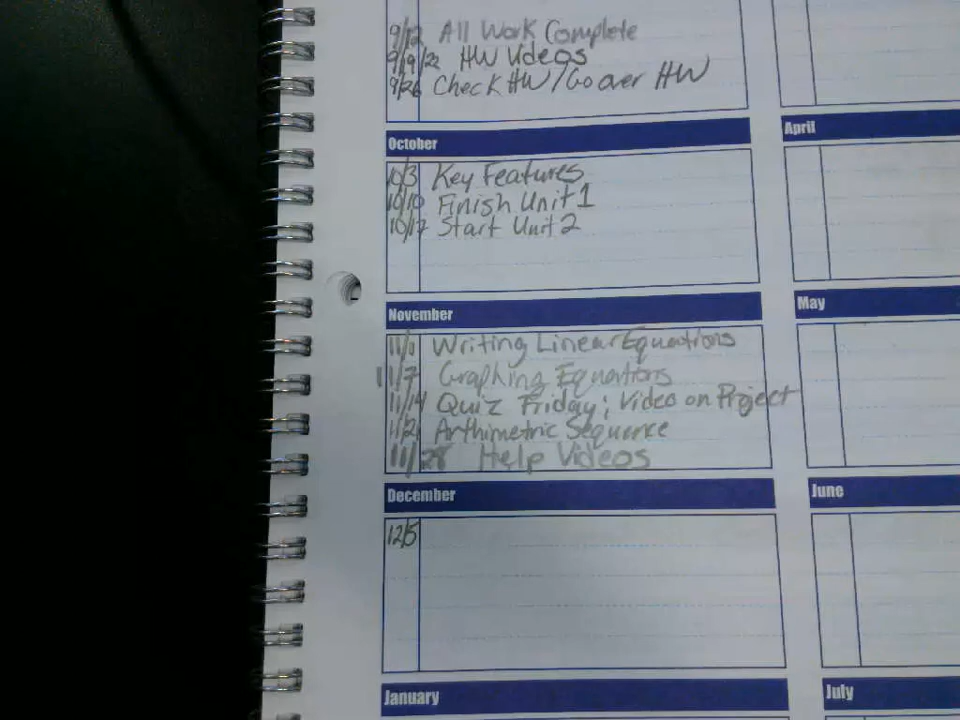 9/12 All Work Complete
9/19/22 HW Videos
9/26 Check HW/Go over HW
October
10/3 Key Features
10/10 Finish Unit 1
10/17 Start Unit 2
November
11/1 Writing Linear Equations
11/7 Graphing Equations
11/14 Quiz Friday; Video on Project
11/21 Arthimetric Sequence
11/28 Help Videos
December
12/5
January
April
May
June
July